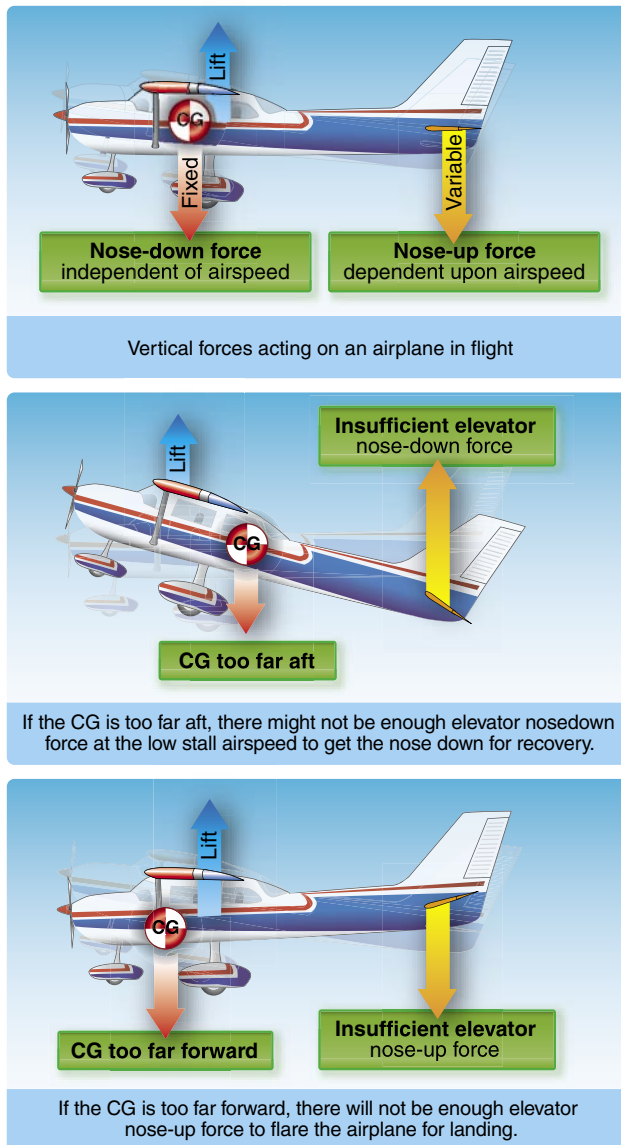 Lift
CG
Fixed
Variable
Nose-down force
independent of airspeed
Nose-up force
dependent upon airspeed
Vertical forces acting on an airplane in flight
Insufficient elevator
nose-down force
Lift
CG
CG too far aft
If the CG is too far aft, there might not be enough elevator nosedown
force at the low stall airspeed to get the nose down for recovery.
Lift
CG
CG too far forward
Insufficient elevator
nose-up force
If the CG is too far forward, there will not be enough elevator
nose-up force to flare the airplane for landing.